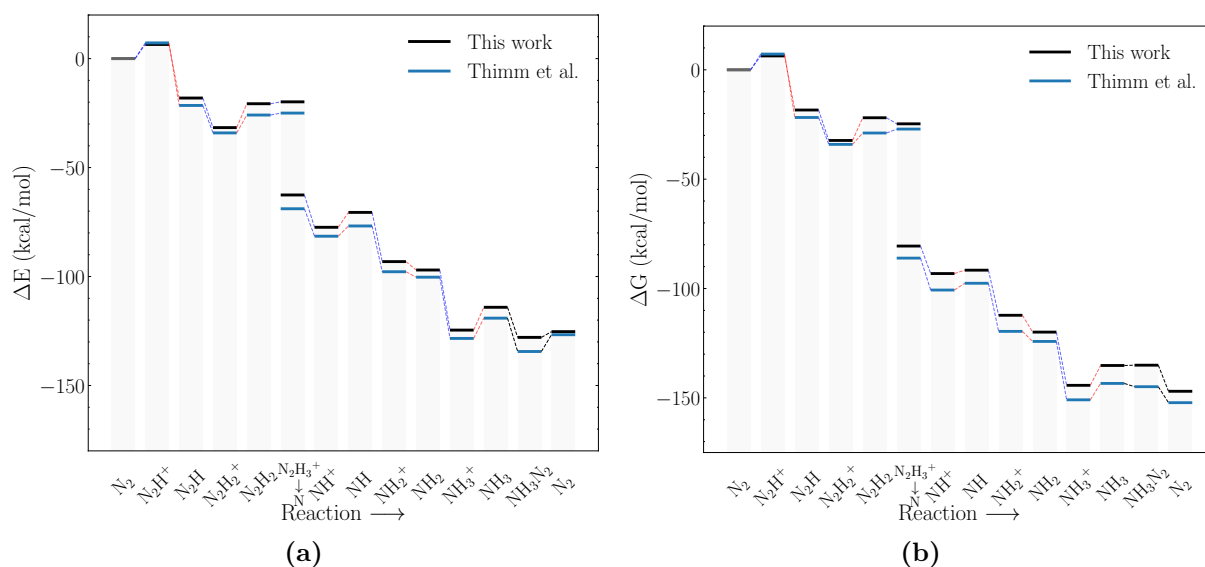 This work
Thimm et al.
ΔE (kcal/mol)
0
−50
−100
−150
N₂
N₂H⁺
N₂H
N₂H₂⁺
N₂H₂
N₂H₃⁺
↓
N
NH⁺
NH
NH₂⁺
NH₂
NH₃⁺
NH₃
NH₃N₂
N₂
Reaction ⟶
(a)
This work
Thimm et al.
ΔG (kcal/mol)
0
−50
−100
−150
N₂
N₂H⁺
N₂H
N₂H₂⁺
N₂H₂
N₂H₃⁺
↓
N
NH⁺
NH
NH₂⁺
NH₂
NH₃⁺
NH₃
NH₃N₂
N₂
Reaction ⟶
(b)